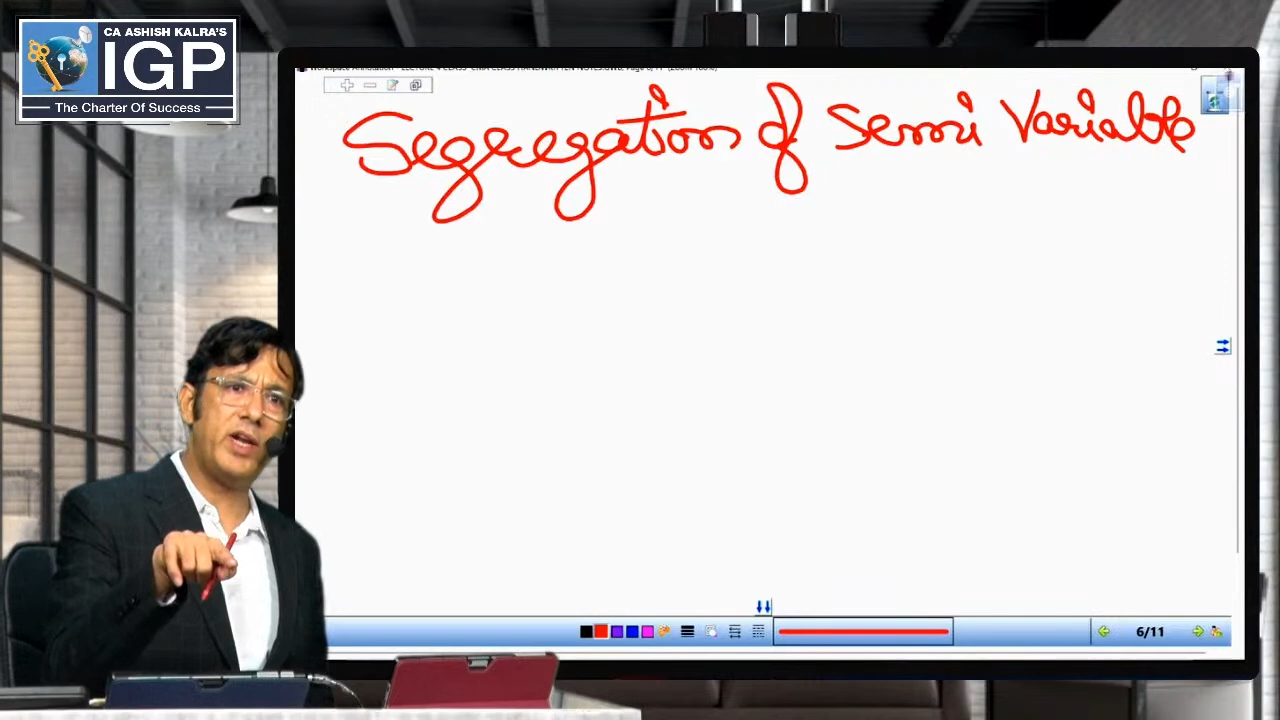 CA ASHISH KALRA'S
IGP
The Charter Of Success
Segregation of Semi Variable
6/11